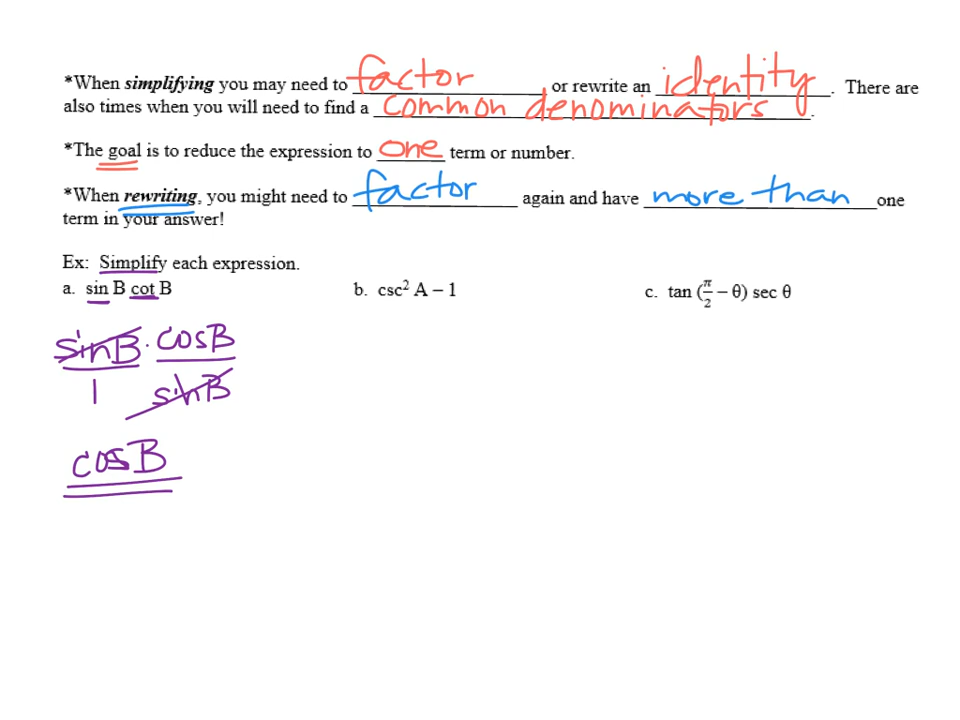 *When simplifying you may need to factor, or rewrite an identity. There are
also times when you will need to find a common denominators.
*The goal is to reduce the expression to one term or number.
*When rewriting, you might need to factor again and have more than one
term in your answer!
Ex: Simplify each expression.
a. sin B cot B b. csc² A – 1 c. tan (π/2 – θ) sec θ
sinB/1 · cosB/sinB
cosB